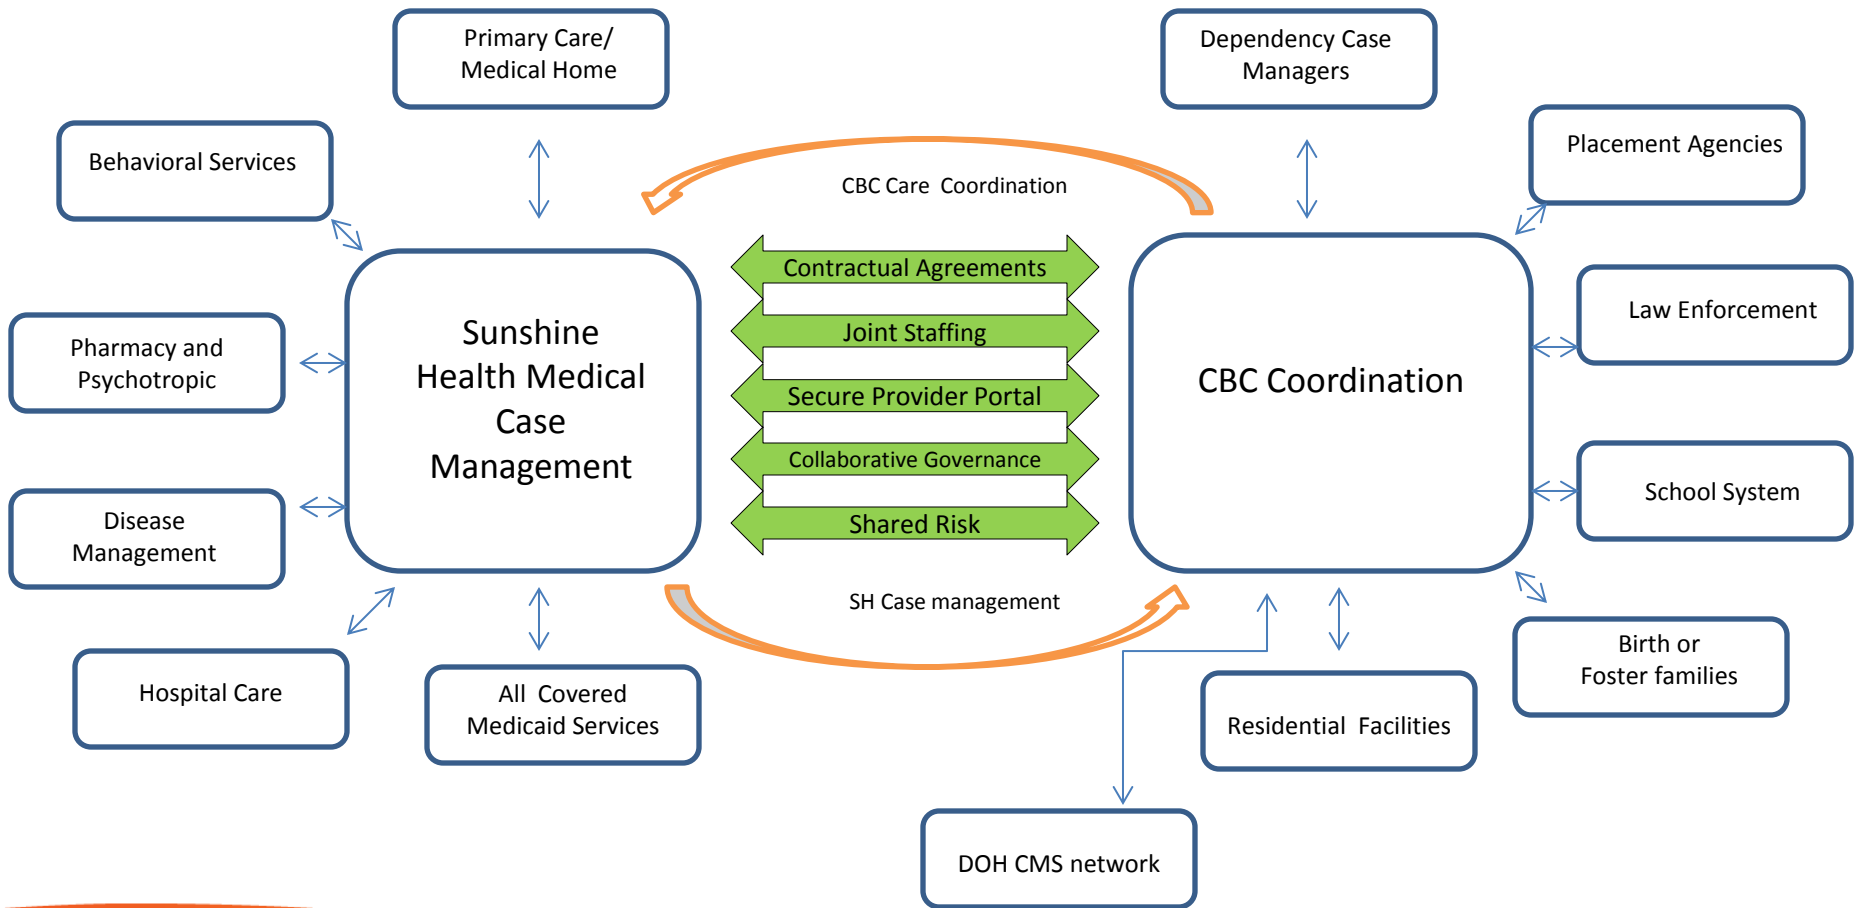 Primary Care/
Medical Home
Dependency Case
Managers
Behavioral Services
Placement Agencies
CBC Care Coordination
Contractual Agreements
Law Enforcement
Sunshine
Health Medical
Case
Management
Joint Staffing
Pharmacy and
Psychotropic
CBC Coordination
Secure Provider Portal
Collaborative Governance
School System
Disease
Management
Shared Risk
SH Case management
Birth or
Foster families
Hospital Care
All Covered
Medicaid Services
Residential Facilities
DOH CMS network